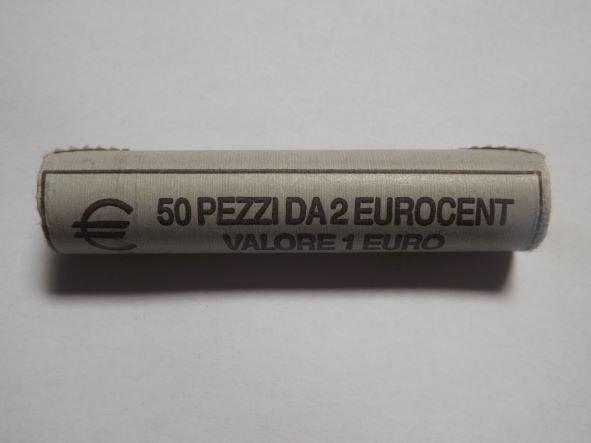 € 50 PEZZI DA 2 EUROCENT
VALORE 1 EURO